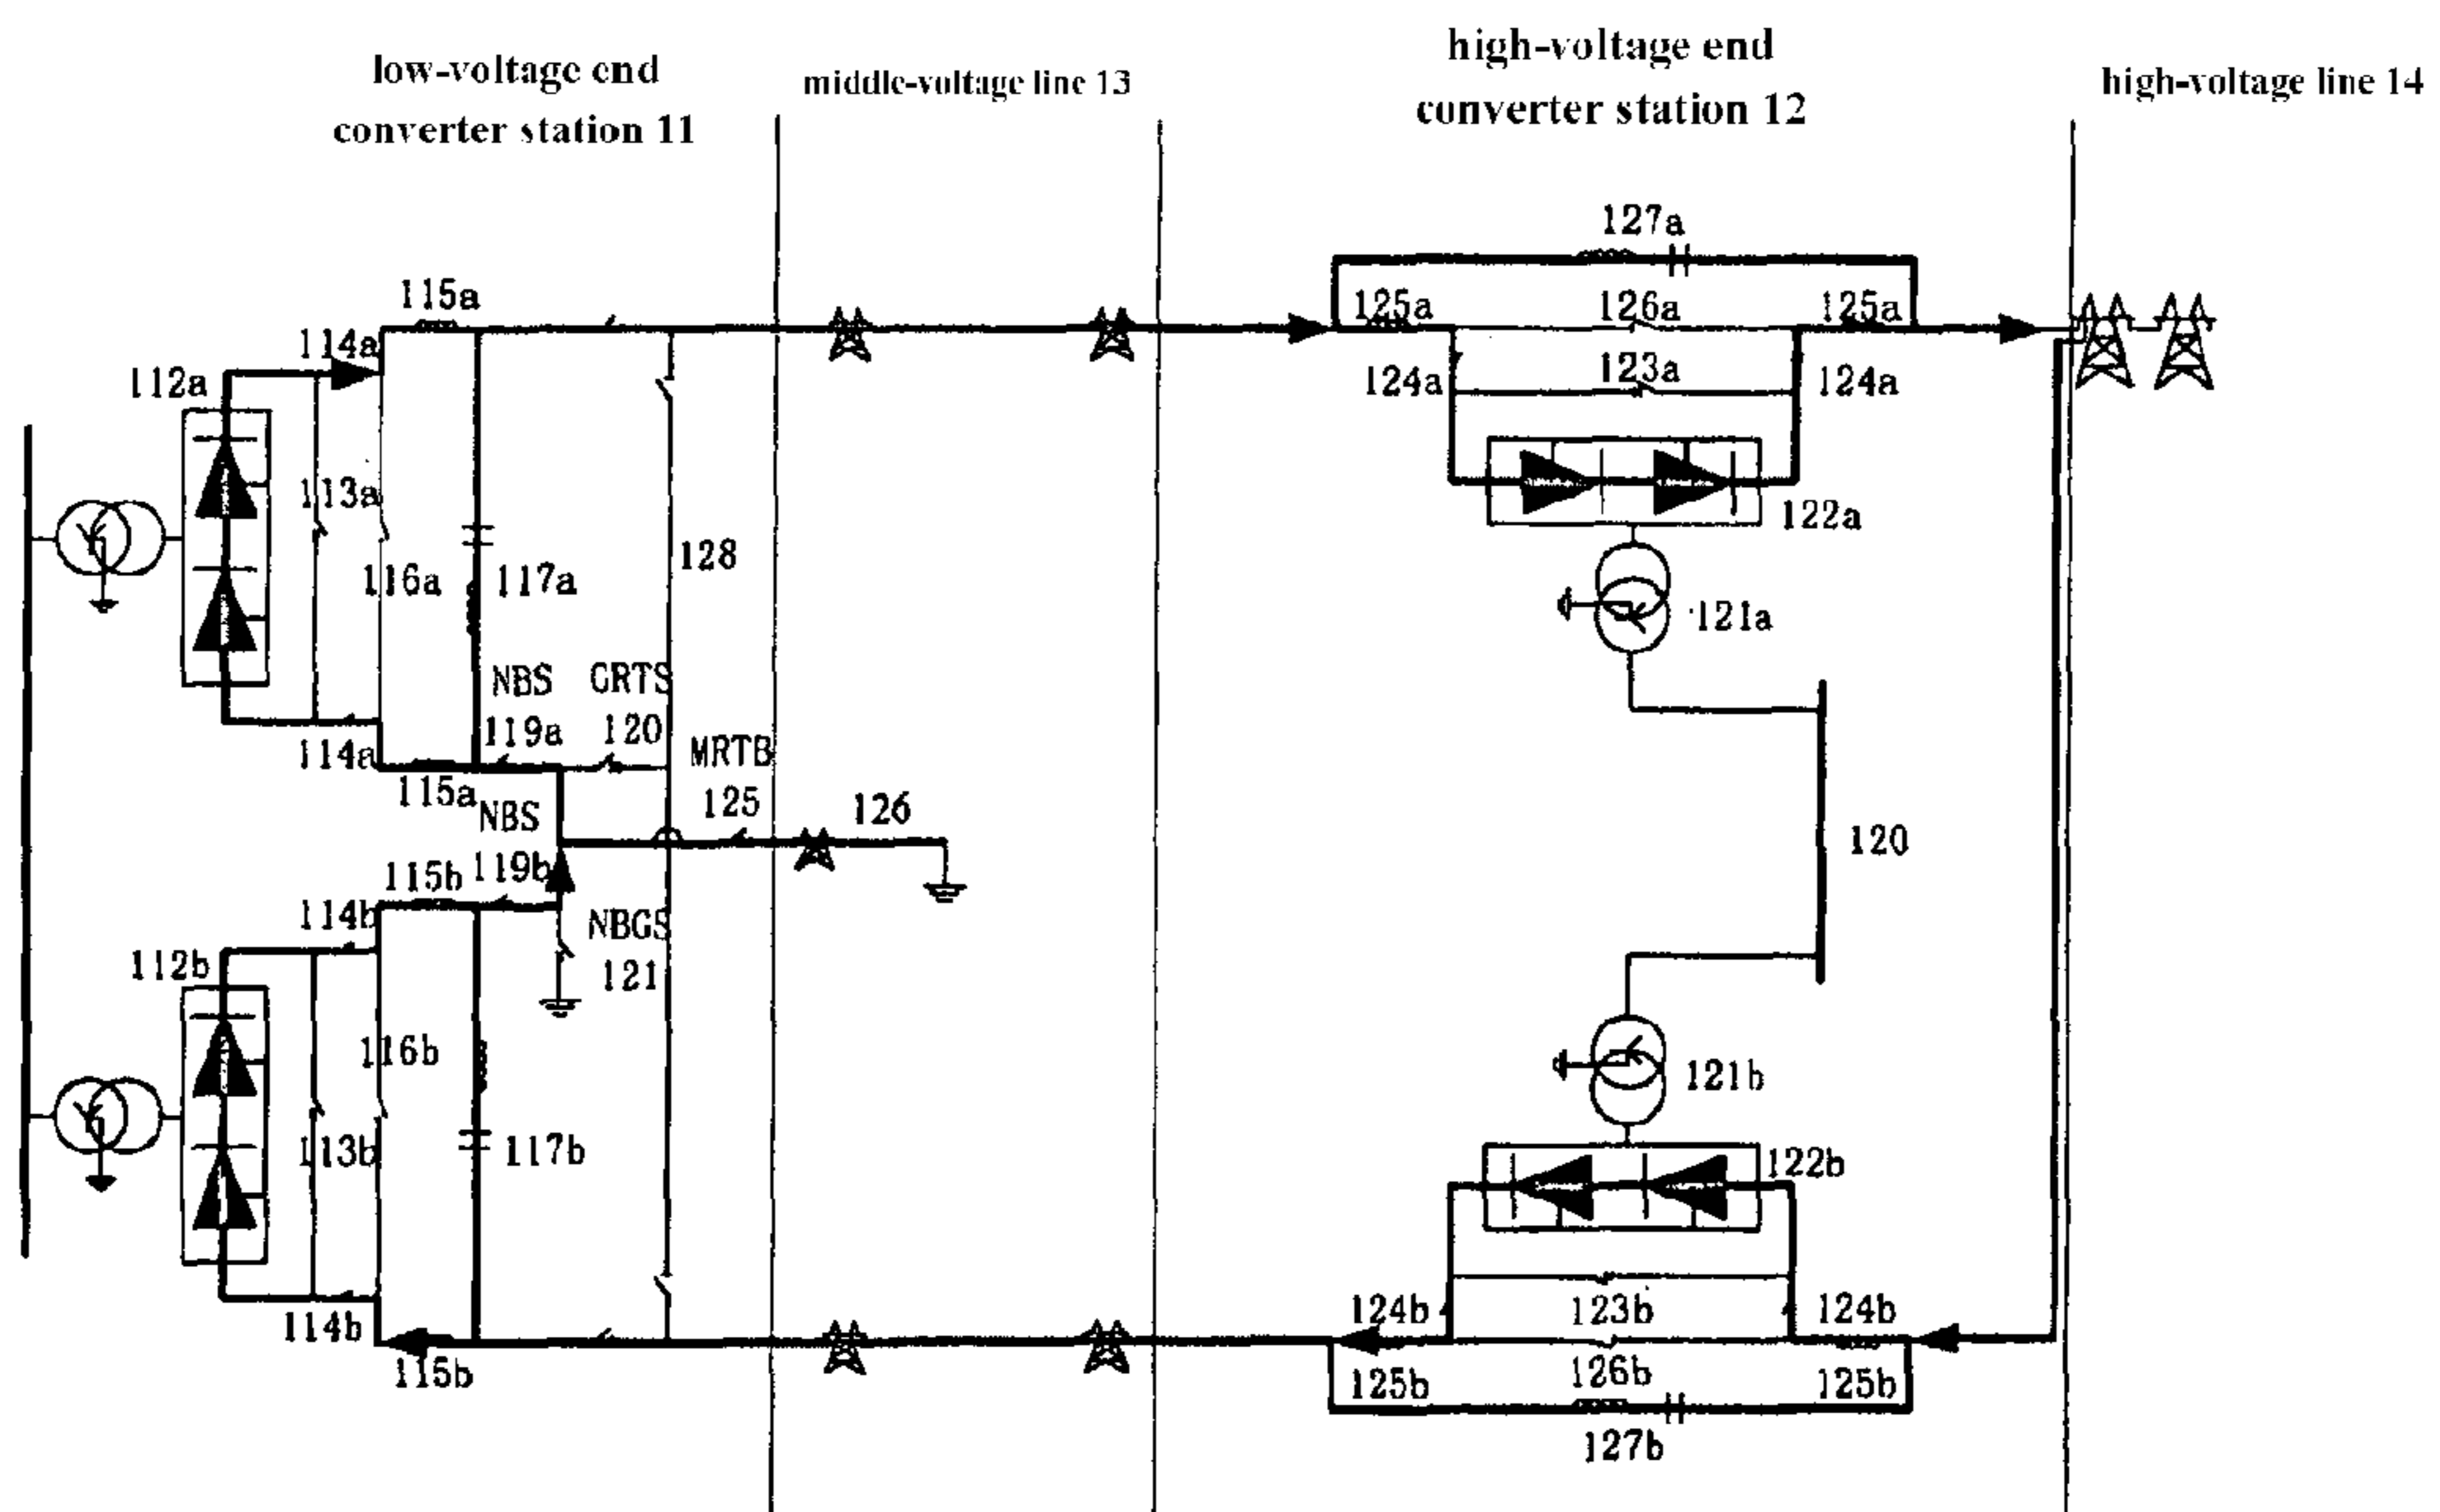 low-voltage end
converter station 11
middle-voltage line 13
high-voltage end
converter station 12
high-voltage line 14
127a
115a
125a
126a
125a
114a
112a
124a
123a
124a
113a
122a
128
116a
117a
121a
NBS
GRTS
119a
120
114a
MRTB
115a
125
126
NBS
120
115b
119b
114b
NBGS
112b
121
116b
121b
113b
117b
122b
124b
123b
124b
114b
115b
125b
126b
125b
127b